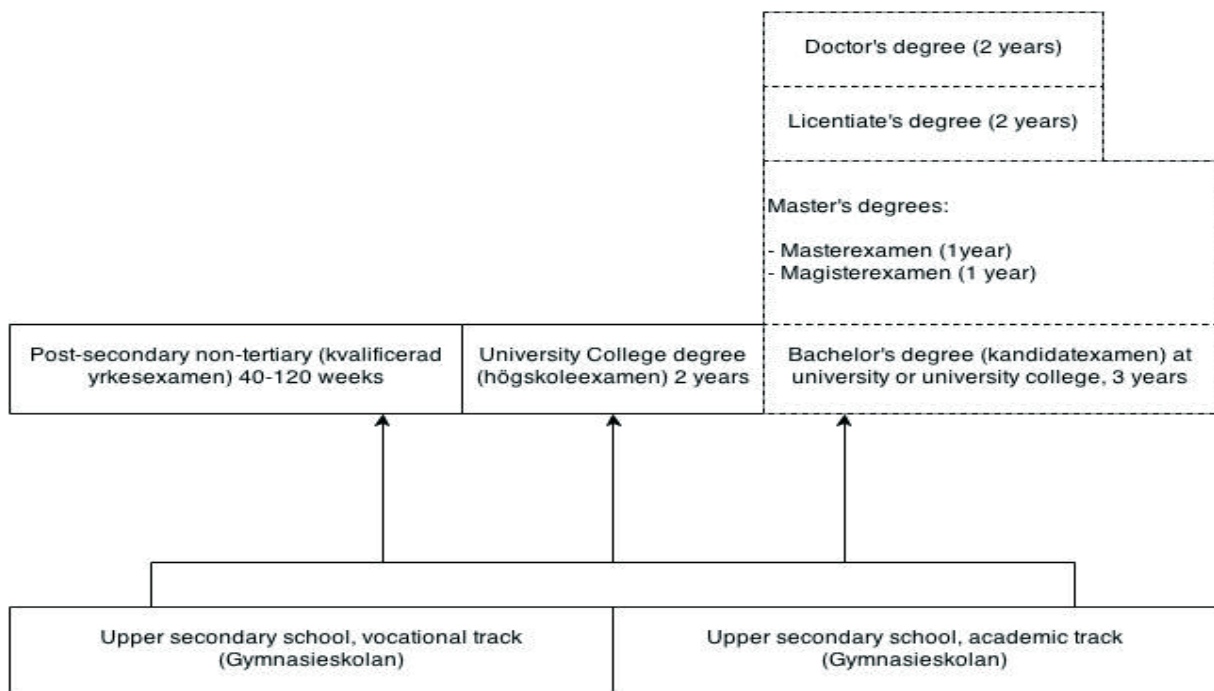 Doctor's degree (2 years)
Licentiate's degree (2 years)
Master's degrees:
- Masterexamen (1year)
- Magisterexamen (1 year)
Post-secondary non-tertiary (kvalificerad
yrkesexamen) 40-120 weeks
University College degree
(högskoleexamen) 2 years
Bachelor's degree (kandidatexamen) at
university or university college, 3 years
Upper secondary school, vocational track
(Gymnasieskolan)
Upper secondary school, academic track
(Gymnasieskolan)